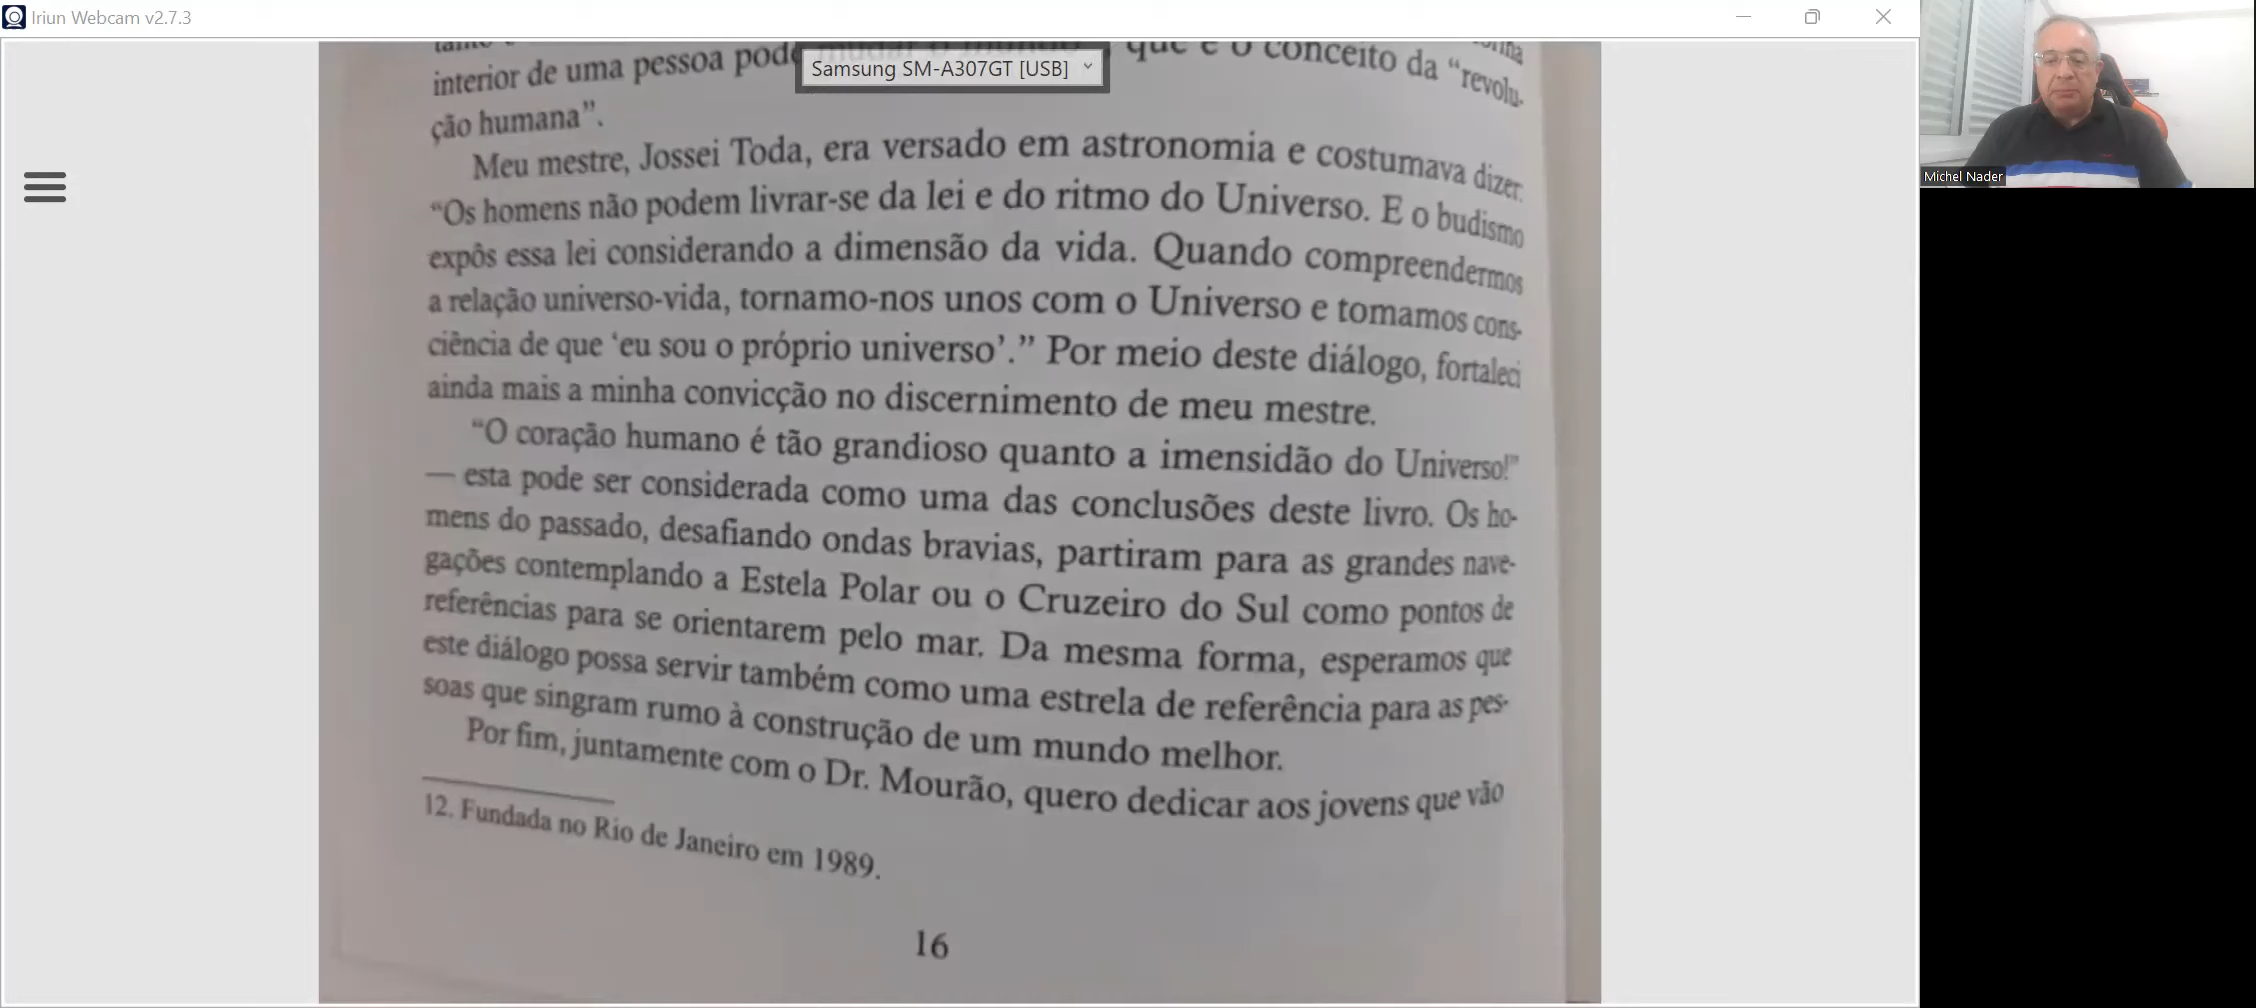 Iriun Webcam v2.7.3
interior de uma pessoa pode mudar o mundo", que é o conceito da "revolu-
Samsung SM-A307GT [USB]
ção humana".
Meu mestre, Jossei Toda, era versado em astronomia e costumava dizer:
"Os homens não podem livrar-se da lei e do ritmo do Universo. E o budismo
expôs essa lei considerando a dimensão da vida. Quando compreendermos
a relação universo-vida, tornamo-nos unos com o Universo e tomamos cons-
ciência de que 'eu sou o próprio universo'." Por meio deste diálogo, fortaleci
ainda mais a minha convicção no discernimento de meu mestre.
"O coração humano é tão grandioso quanto a imensidão do Universo!"
— esta pode ser considerada como uma das conclusões deste livro. Os ho-
mens do passado, desafiando ondas bravias, partiram para as grandes nave-
gações contemplando a Estela Polar ou o Cruzeiro do Sul como pontos de
referências para se orientarem pelo mar. Da mesma forma, esperamos que
este diálogo possa servir também como uma estrela de referência para as pes-
soas que singram rumo à construção de um mundo melhor.
Por fim, juntamente com o Dr. Mourão, quero dedicar aos jovens que vão
12. Fundada no Rio de Janeiro em 1989.
16
Michel Nader